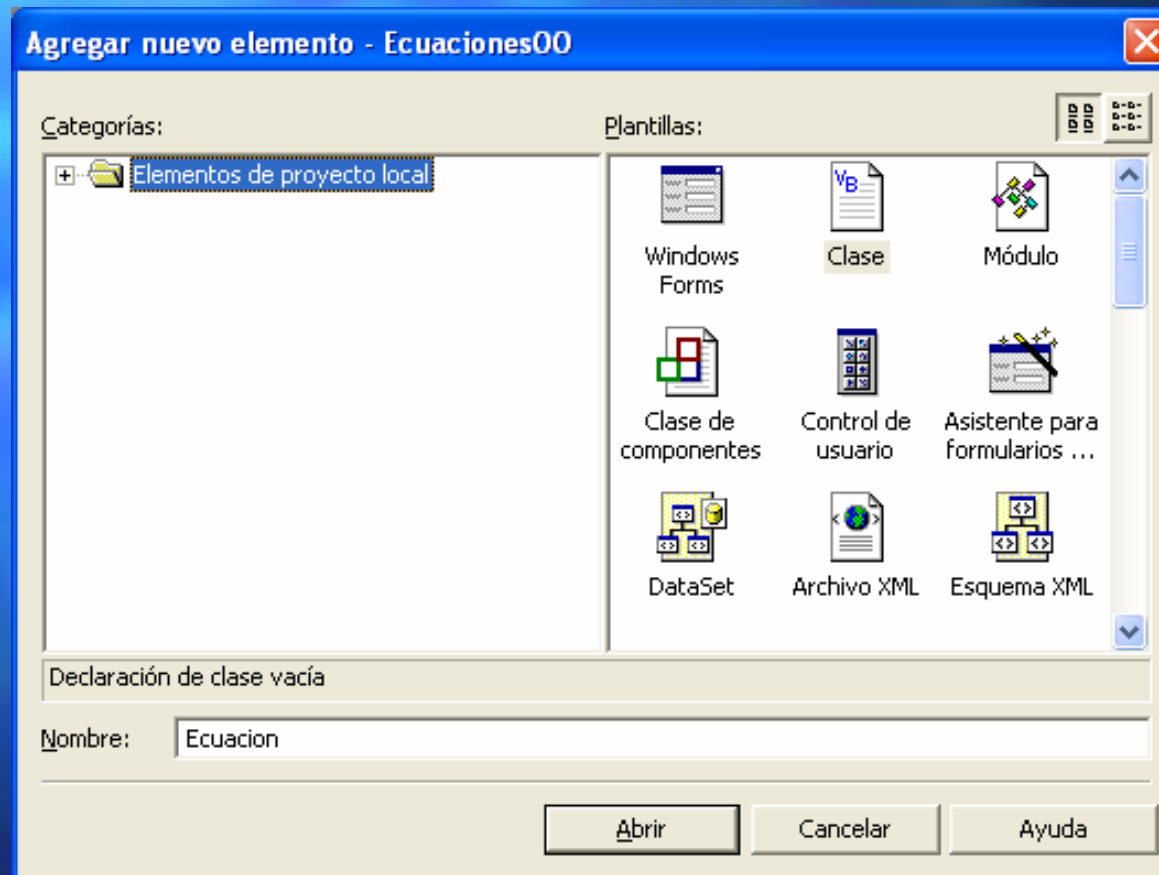 Agregar nuevo elemento - EcuacionesOO
Categorías:
Plantillas:
Elementos de proyecto local
VB
Windows
Forms
Clase
Módulo
Clase de
componentes
Control de
usuario
Asistente para
formularios ...
DataSet
Archivo XML
Esquema XML
Declaración de clase vacía
Nombre:
Ecuacion
Abrir
Cancelar
Ayuda